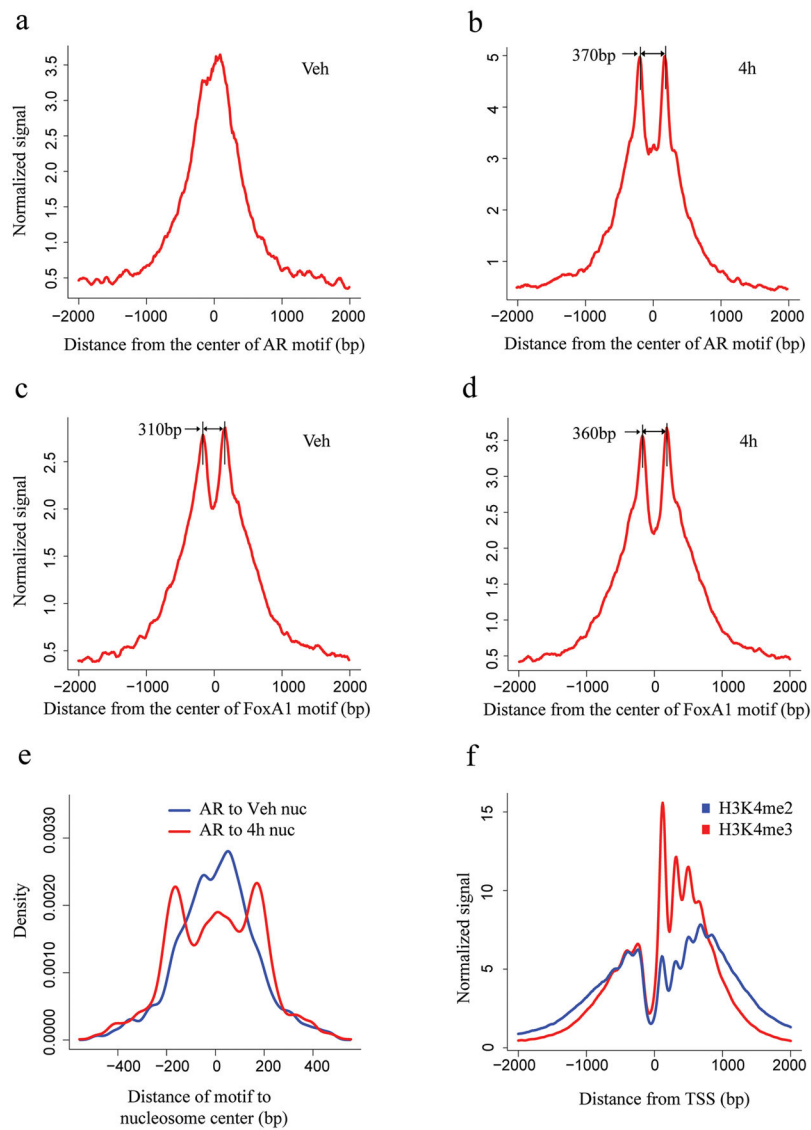 a
Veh
Normalized signal
3.5
3.0
2.5
2.0
1.5
1.0
0.5
−2000 −1000 0 1000 2000
Distance from the center of AR motif (bp)
b
370bp
4h
5
4
3
2
1
−2000 −1000 0 1000 2000
Distance from the center of AR motif (bp)
c
310bp
Veh
Normalized signal
2.5
2.0
1.5
1.0
0.5
−2000 −1000 0 1000 2000
Distance from the center of FoxA1 motif (bp)
d
360bp
4h
3.5
3.0
2.5
2.0
1.5
1.0
0.5
−2000 −1000 0 1000 2000
Distance from the center of FoxA1 motif (bp)
e
AR to Veh nuc
AR to 4h nuc
Density
0.0030
0.0020
0.0010
0.0000
−400 −200 0 200 400
Distance of motif to
nucleosome center (bp)
f
H3K4me2
H3K4me3
Normalized signal
15
10
5
0
−2000 −1000 0 1000 2000
Distance from TSS (bp)